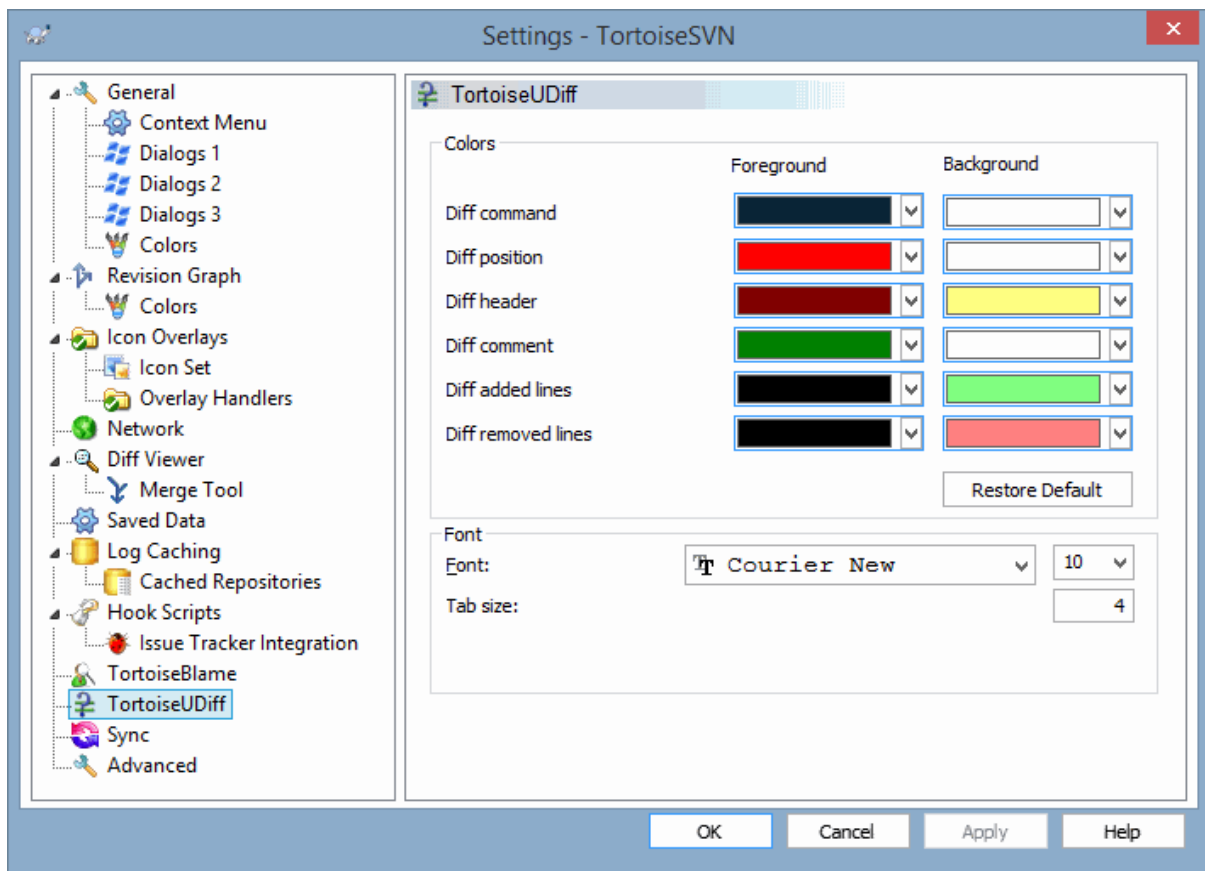 Settings - TortoiseSVN
General
Context Menu
Dialogs 1
Dialogs 2
Dialogs 3
Colors
Revision Graph
Colors
Icon Overlays
Icon Set
Overlay Handlers
Network
Diff Viewer
Merge Tool
Saved Data
Log Caching
Cached Repositories
Hook Scripts
Issue Tracker Integration
TortoiseBlame
TortoiseUDiff
Sync
Advanced
TortoiseUDiff
Colors
Foreground Background
Diff command
Diff position
Diff header
Diff comment
Diff added lines
Diff removed lines
Restore Default
Font
Font: Courier New 10
Tab size: 4
OK Cancel Apply Help